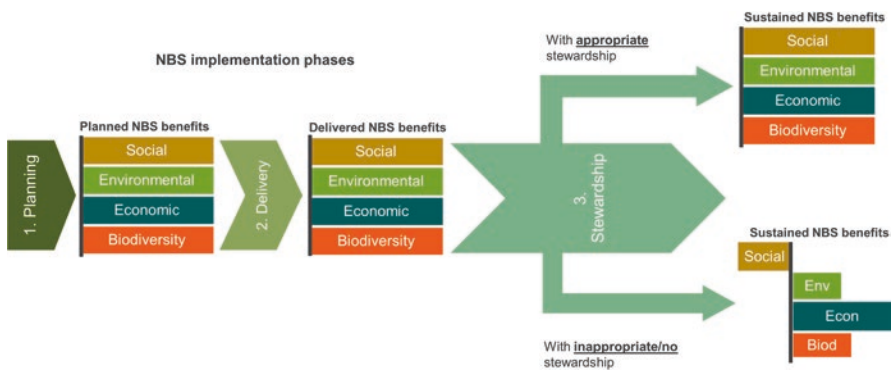 NBS implementation phases
1. Planning
Planned NBS benefits
Social
Environmental
Economic
Biodiversity
2. Delivery
Delivered NBS benefits
Social
Environmental
Economic
Biodiversity
3.
Stewardship
With appropriate
stewardship
Sustained NBS benefits
Social
Environmental
Economic
Biodiversity
With inappropriate/no
stewardship
Sustained NBS benefits
Social
Env
Econ
Biod